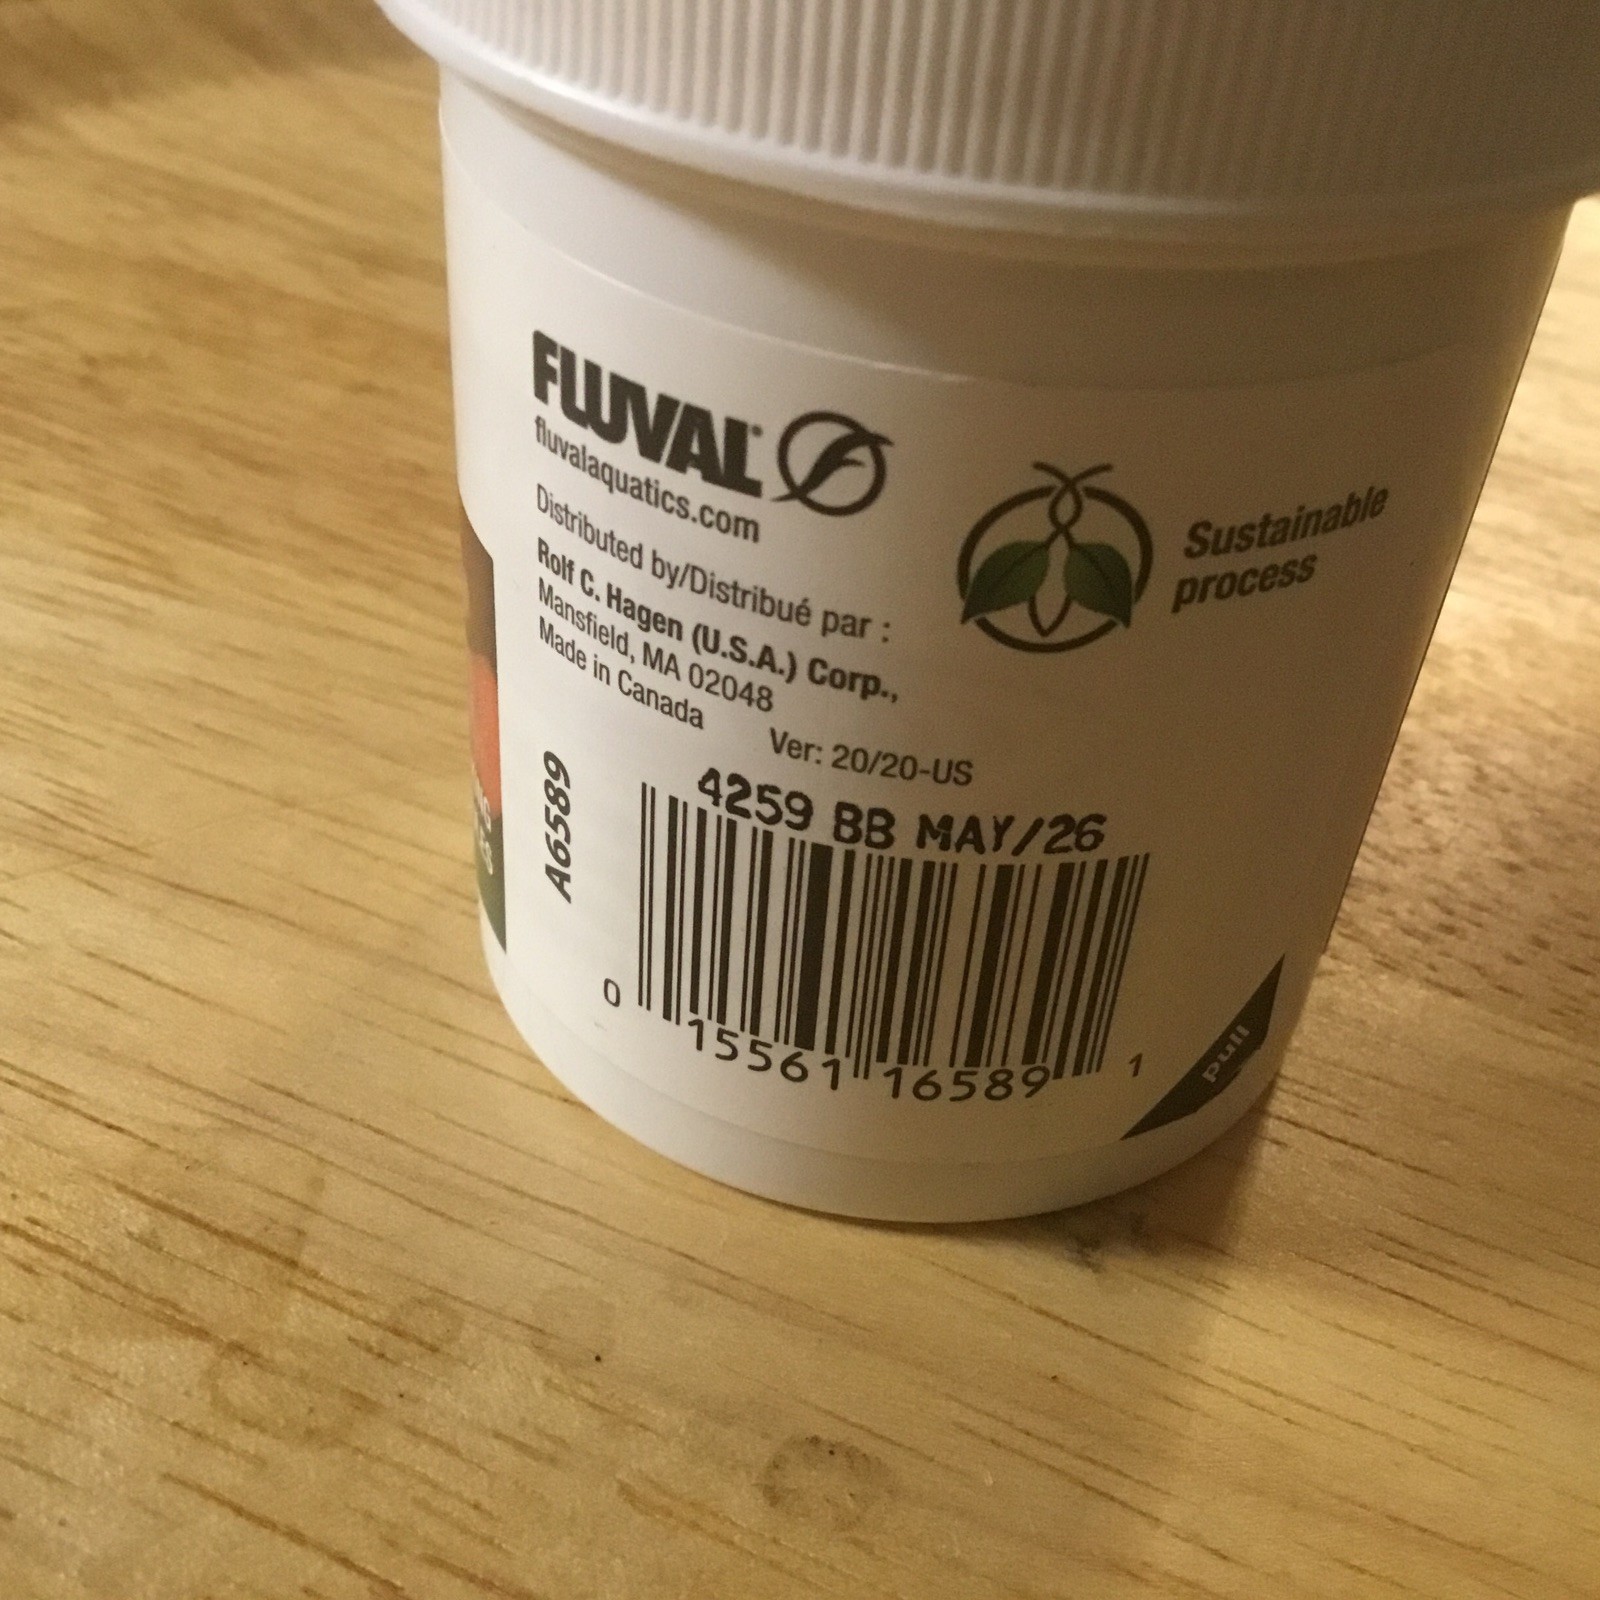 FLUVAL®
fluvalaquatics.com
Distributed by/Distribué par :
Rolf C. Hagen (U.S.A.) Corp.,
Mansfield, MA 02048
Made in Canada
Ver: 20/20-US
Sustainable
process
A6589
4259 BB MAY/26
0 15561 16589 1
pull